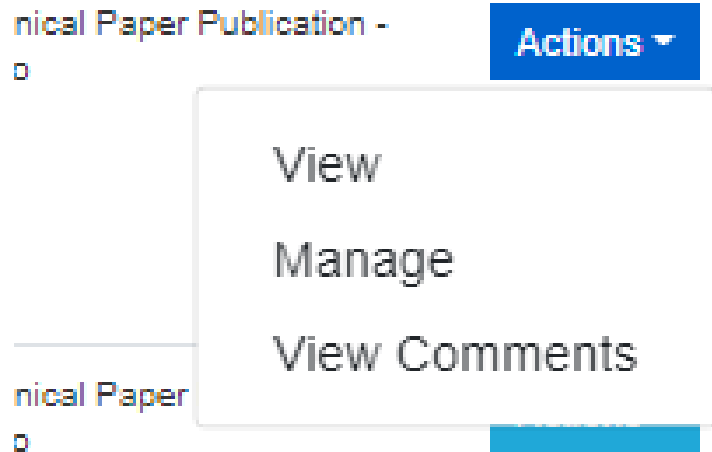 nical Paper Publication -
o
Actions
View
Manage
View Comments
nical Paper
o